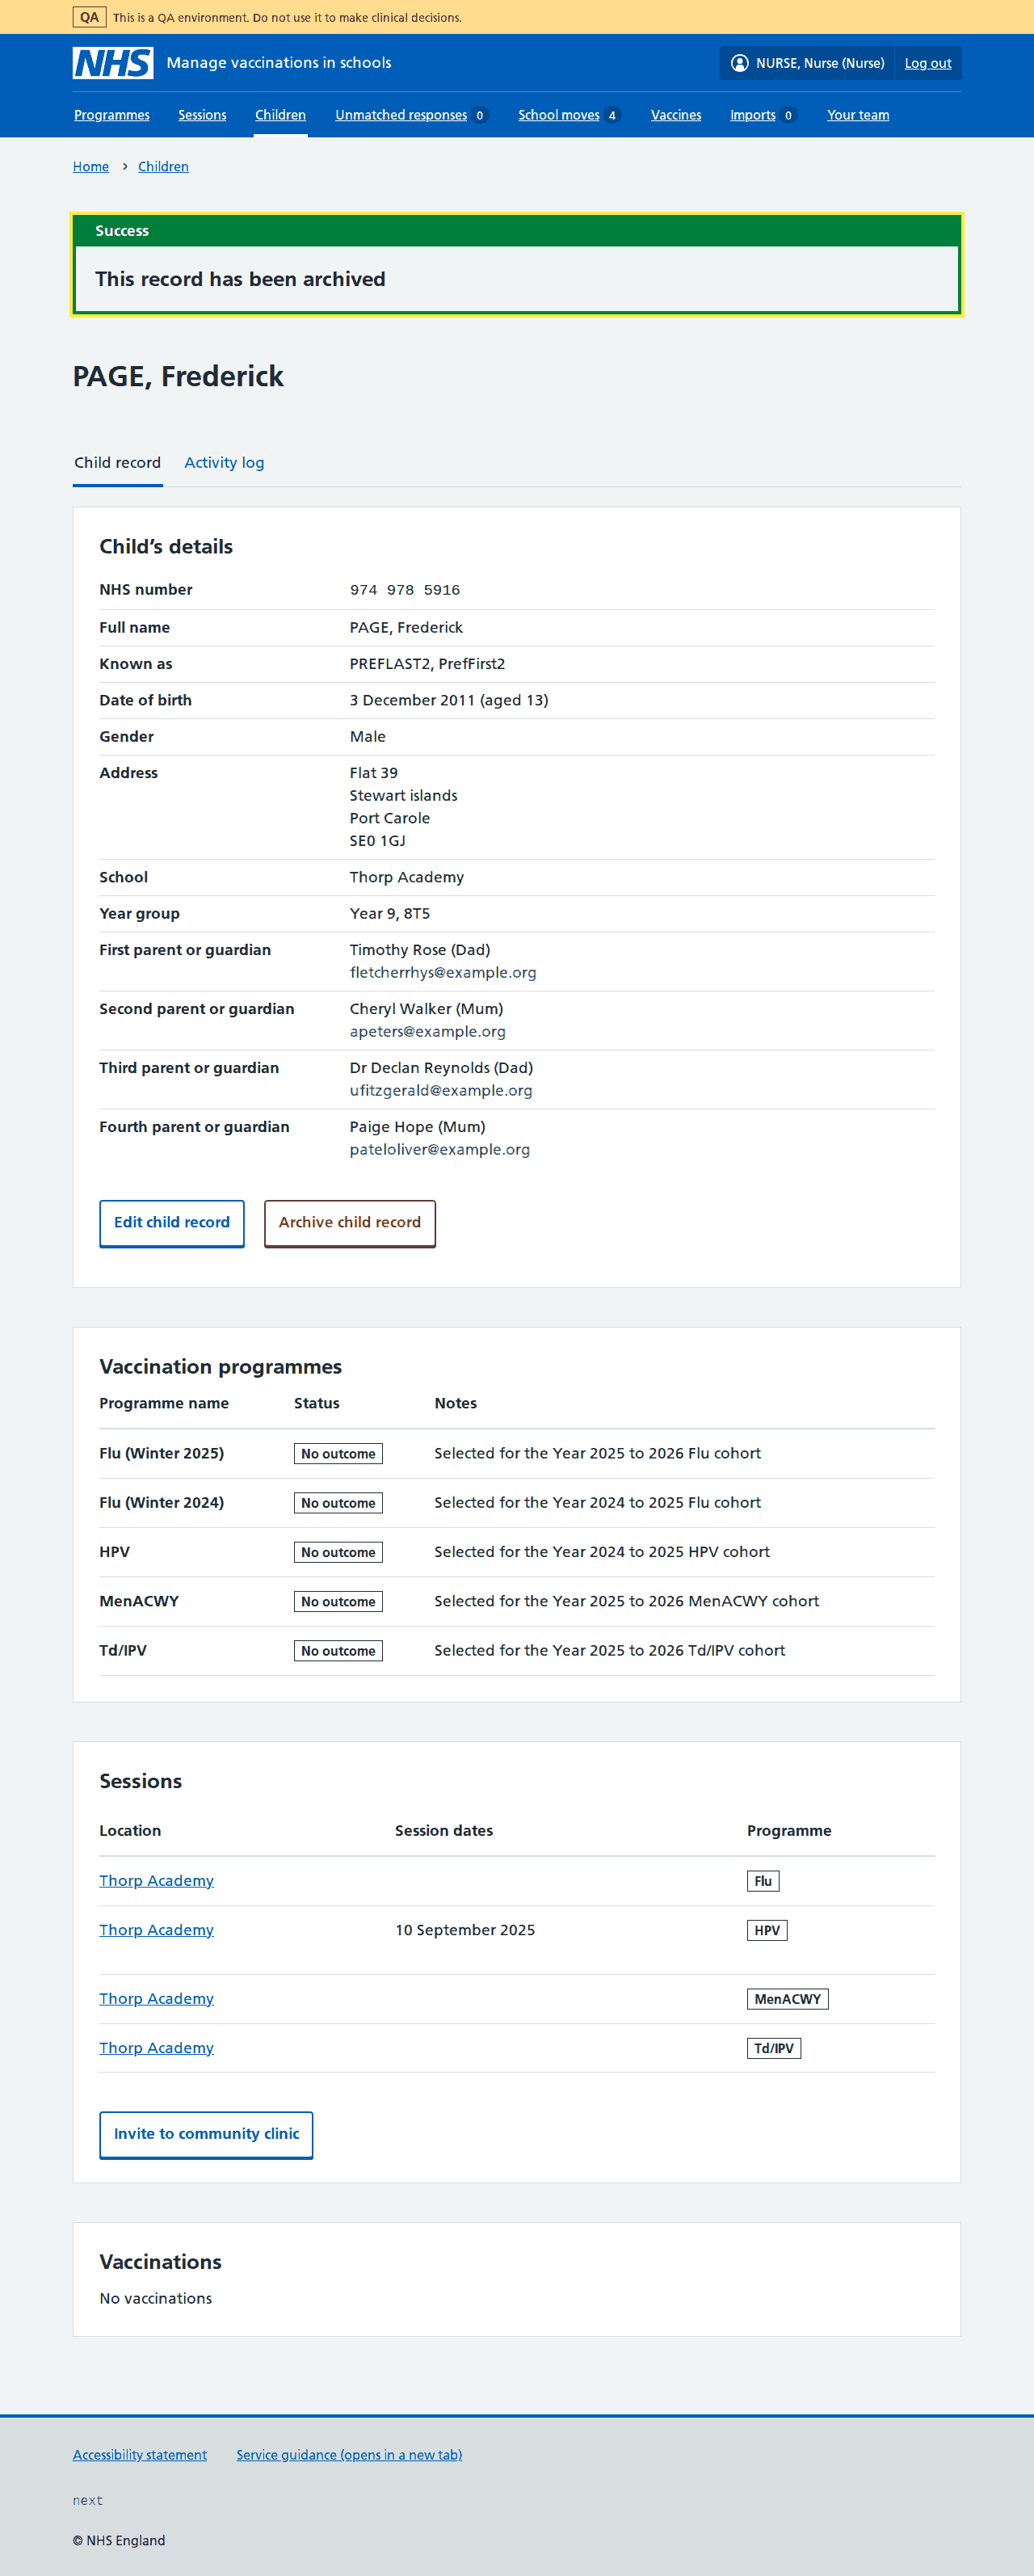 QA This is a QA environment. Do not use it to make clinical decisions.
NHS Manage vaccinations in schools NURSE, Nurse (Nurse) Log out
Programmes Sessions Children Unmatched responses 0 School moves 4 Vaccines Imports 0 Your team
Home › Children
Success
This record has been archived
PAGE, Frederick
Child record Activity log
Child’s details
NHS number 974 978 5916
Full name PAGE, Frederick
Known as PREFLAST2, PrefFirst2
Date of birth 3 December 2011 (aged 13)
Gender Male
Address Flat 39
Stewart islands
Port Carole
SE0 1GJ
School Thorp Academy
Year group Year 9, 8T5
First parent or guardian Timothy Rose (Dad)
fletcherrhys@example.org
Second parent or guardian Cheryl Walker (Mum)
apeters@example.org
Third parent or guardian Dr Declan Reynolds (Dad)
ufitzgerald@example.org
Fourth parent or guardian Paige Hope (Mum)
pateloliver@example.org
Edit child record Archive child record
Vaccination programmes
Programme name Status Notes
Flu (Winter 2025) No outcome Selected for the Year 2025 to 2026 Flu cohort
Flu (Winter 2024) No outcome Selected for the Year 2024 to 2025 Flu cohort
HPV No outcome Selected for the Year 2024 to 2025 HPV cohort
MenACWY No outcome Selected for the Year 2025 to 2026 MenACWY cohort
Td/IPV No outcome Selected for the Year 2025 to 2026 Td/IPV cohort
Sessions
Location Session dates Programme
Thorp Academy Flu
Thorp Academy 10 September 2025 HPV
Thorp Academy MenACWY
Thorp Academy Td/IPV
Invite to community clinic
Vaccinations
No vaccinations
Accessibility statement Service guidance (opens in a new tab)
next
© NHS England